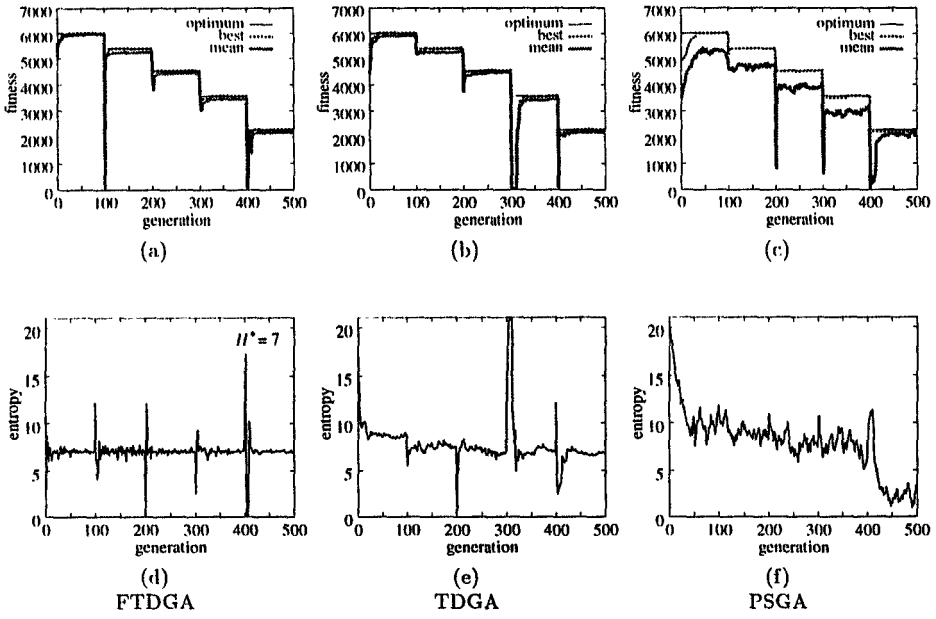 7000
6000
5000
4000
3000
2000
1000
0
fitness
optimum
best
mean
0 100 200 300 400 500
generation
(a)
7000
6000
5000
4000
3000
2000
1000
0
fitness
optimum
best
mean
0 100 200 300 400 500
generation
(b)
7000
6000
5000
4000
3000
2000
1000
0
fitness
optimum
best
mean
0 100 200 300 400 500
generation
(c)
20
15
10
5
0
entropy
H* = 7
0 100 200 300 400 500
generation
(d)
FTDGA
20
15
10
5
0
entropy
0 100 200 300 400 500
generation
(e)
TDGA
20
15
10
5
0
entropy
0 100 200 300 400 500
generation
(f)
PSGA